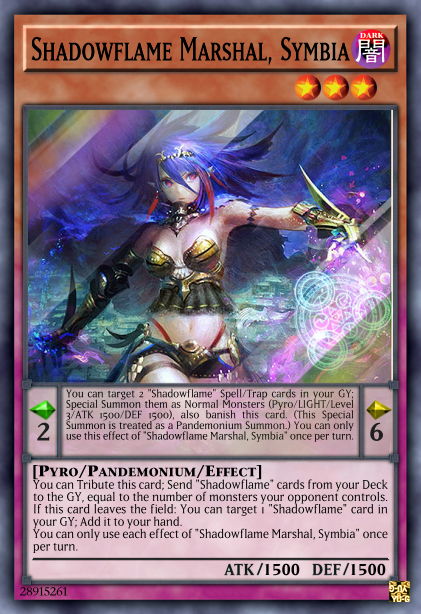 Shadowflame Marshal, Symbia
DARK
闇
You can target 2 "Shadowflame" Spell/Trap cards in your GY;
Special Summon them as Normal Monsters (Pyro/LIGHT/Level
3/ATK 1500/DEF 1500), also banish this card. (This Special
Summon is treated as a Pandemonium Summon.) You can only
use this effect of "Shadowflame Marshal, Symbia" once per turn.
2
6
[Pyro/Pandemonium/Effect]
You can Tribute this card; Send "Shadowflame" cards from your Deck
to the GY, equal to the number of monsters your opponent controls.
If this card leaves the field: You can target 1 "Shadowflame" card in
your GY; Add it to your hand.
You can only use each effect of "Shadowflame Marshal, Symbia" once
per turn.
ATK/1500 DEF/1500
28915261